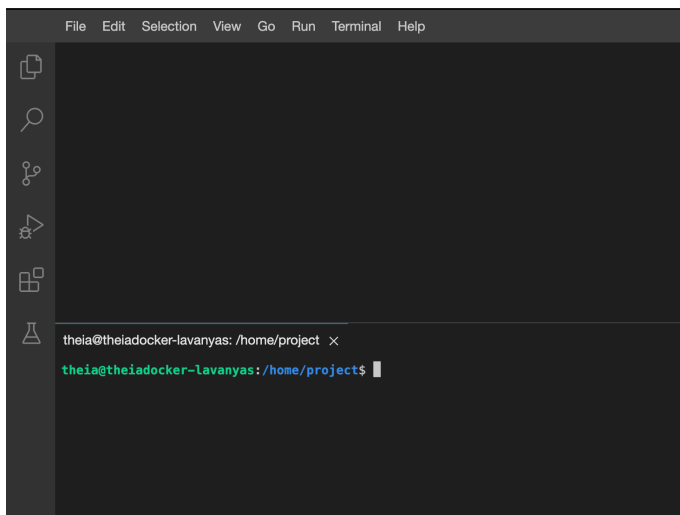 File Edit Selection View Go Run Terminal Help
theia@theiadocker-lavanyas: /home/project ×
theia@theiadocker-lavanyas:/home/project$